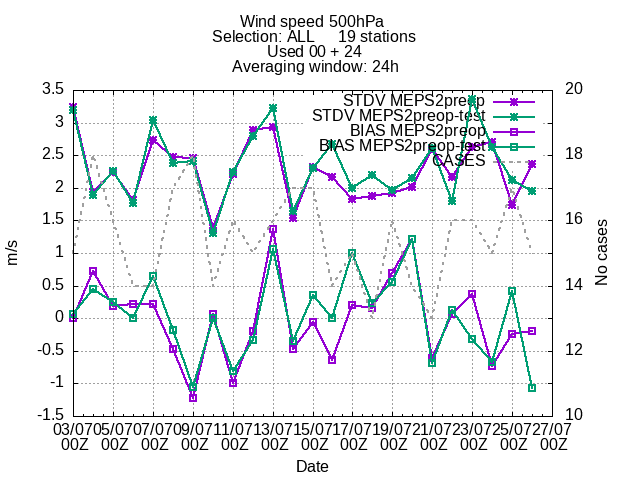 Wind speed 500hPa
Selection: ALL 19 stations
Used 00 + 24
Averaging window: 24h
3.5
3
2.5
2
1.5
1
0.5
0
-0.5
-1
-1.5
m/s
STDV MEPS2preop
STDV MEPS2preop-test
BIAS MEPS2preop
BIAS MEPS2preop-test
CASES
20
18
16
14
12
10
No cases
03/07 05/07 07/07 09/07 11/07 13/07 15/07 17/07 19/07 21/07 23/07 25/07 27/07
00Z 00Z 00Z 00Z 00Z 00Z 00Z 00Z 00Z 00Z 00Z 00Z 00Z
Date